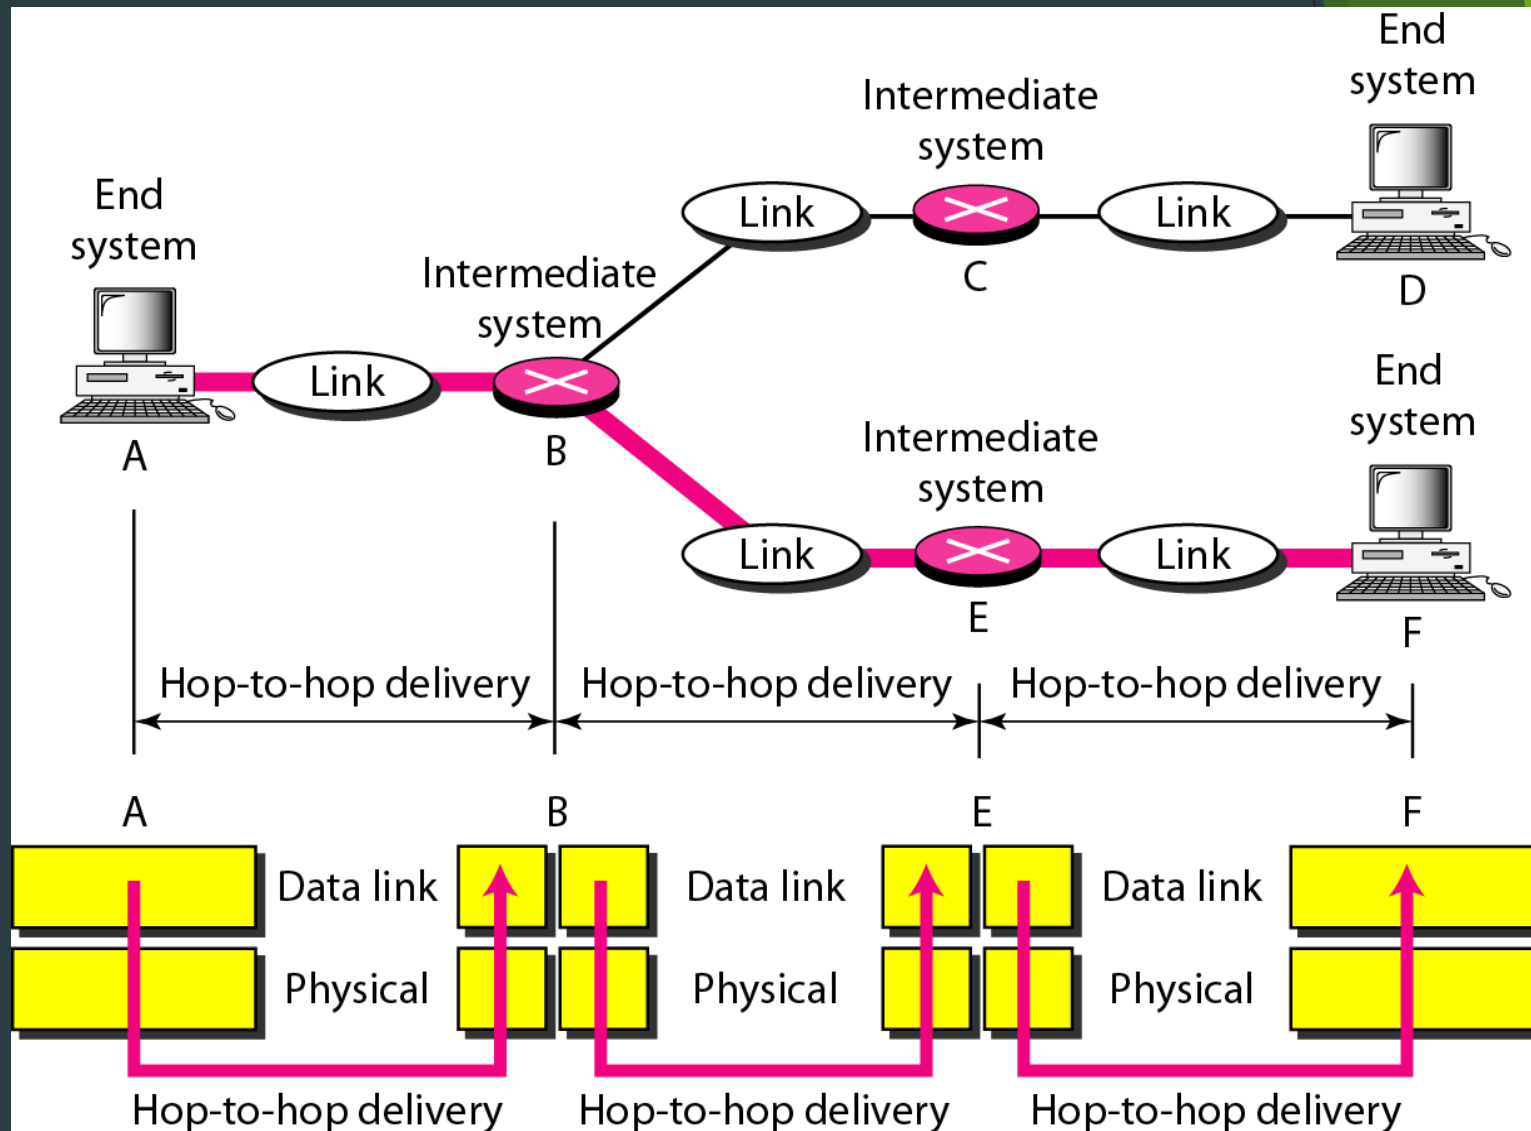 End
system
Intermediate
system
End
system
Link
Link
C
D
Intermediate
system
Link
A
B
End
system
Intermediate
system
Link
Link
E
F
Hop-to-hop delivery
Hop-to-hop delivery
Hop-to-hop delivery
A
B
E
F
Data link
Data link
Data link
Physical
Physical
Physical
Hop-to-hop delivery
Hop-to-hop delivery
Hop-to-hop delivery